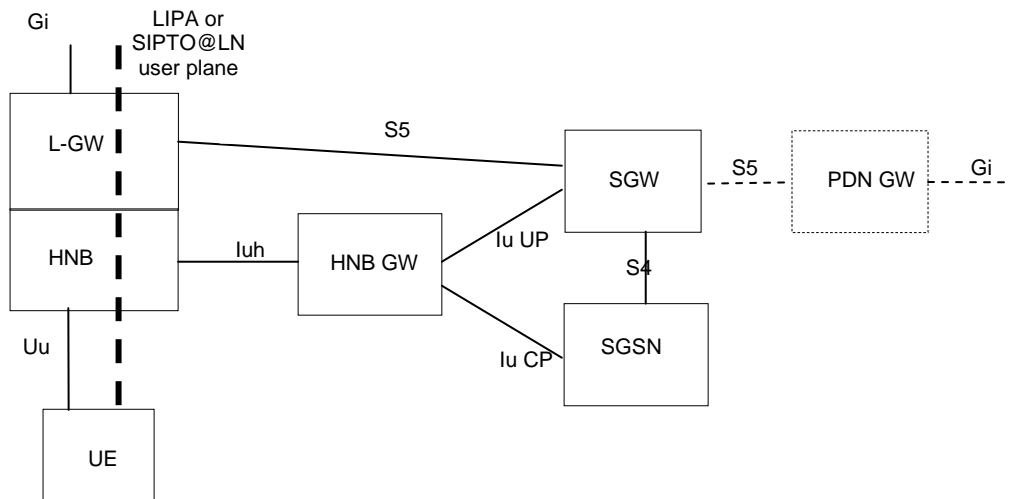 Gi
LIPA or
SIPTO@LN
user plane
L-GW
S5
SGW
S5
PDN GW
Gi
HNB
Iuh
HNB GW
Iu UP
S4
Uu
Iu CP
SGSN
UE